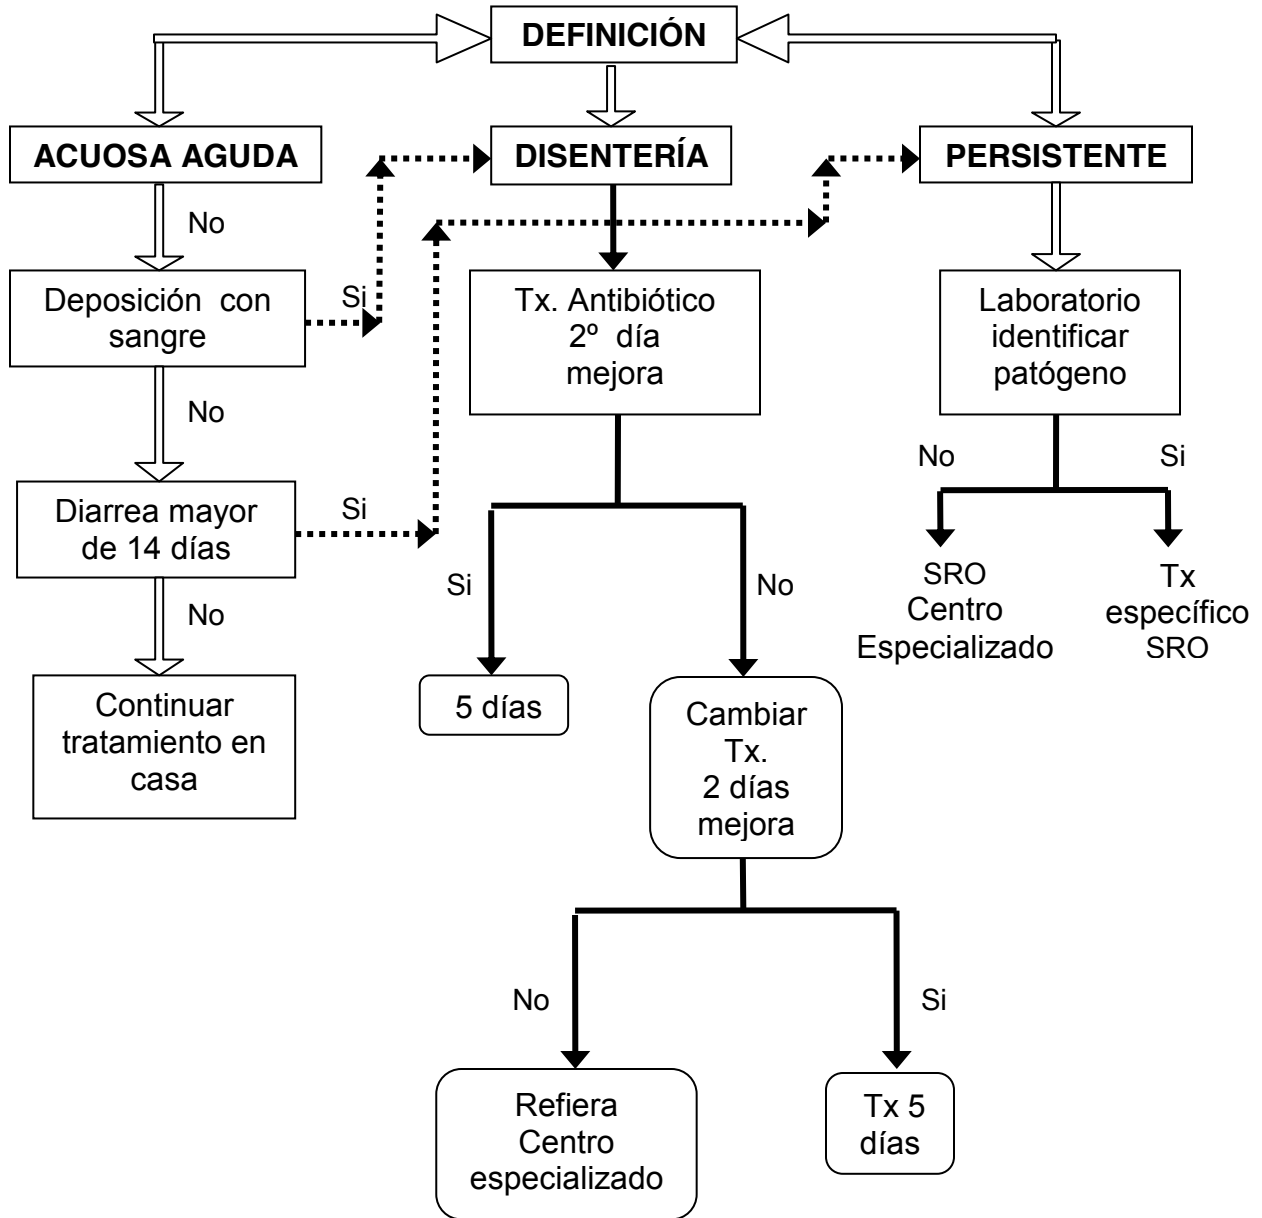 DEFINICIÓN
ACUOSA AGUDA
DISENTERÍA
PERSISTENTE
No
Deposición con
sangre
Si
Tx. Antibiótico
2º día
mejora
Laboratorio
identificar
patógeno
No
Diarrea mayor
de 14 días
Si
No
Si
Si
No
SRO
Centro
Especializado
Tx
específico
SRO
No
Continuar
tratamiento en
casa
5 días
Cambiar
Tx.
2 días
mejora
No
Si
Refiera
Centro
especializado
Tx 5
días